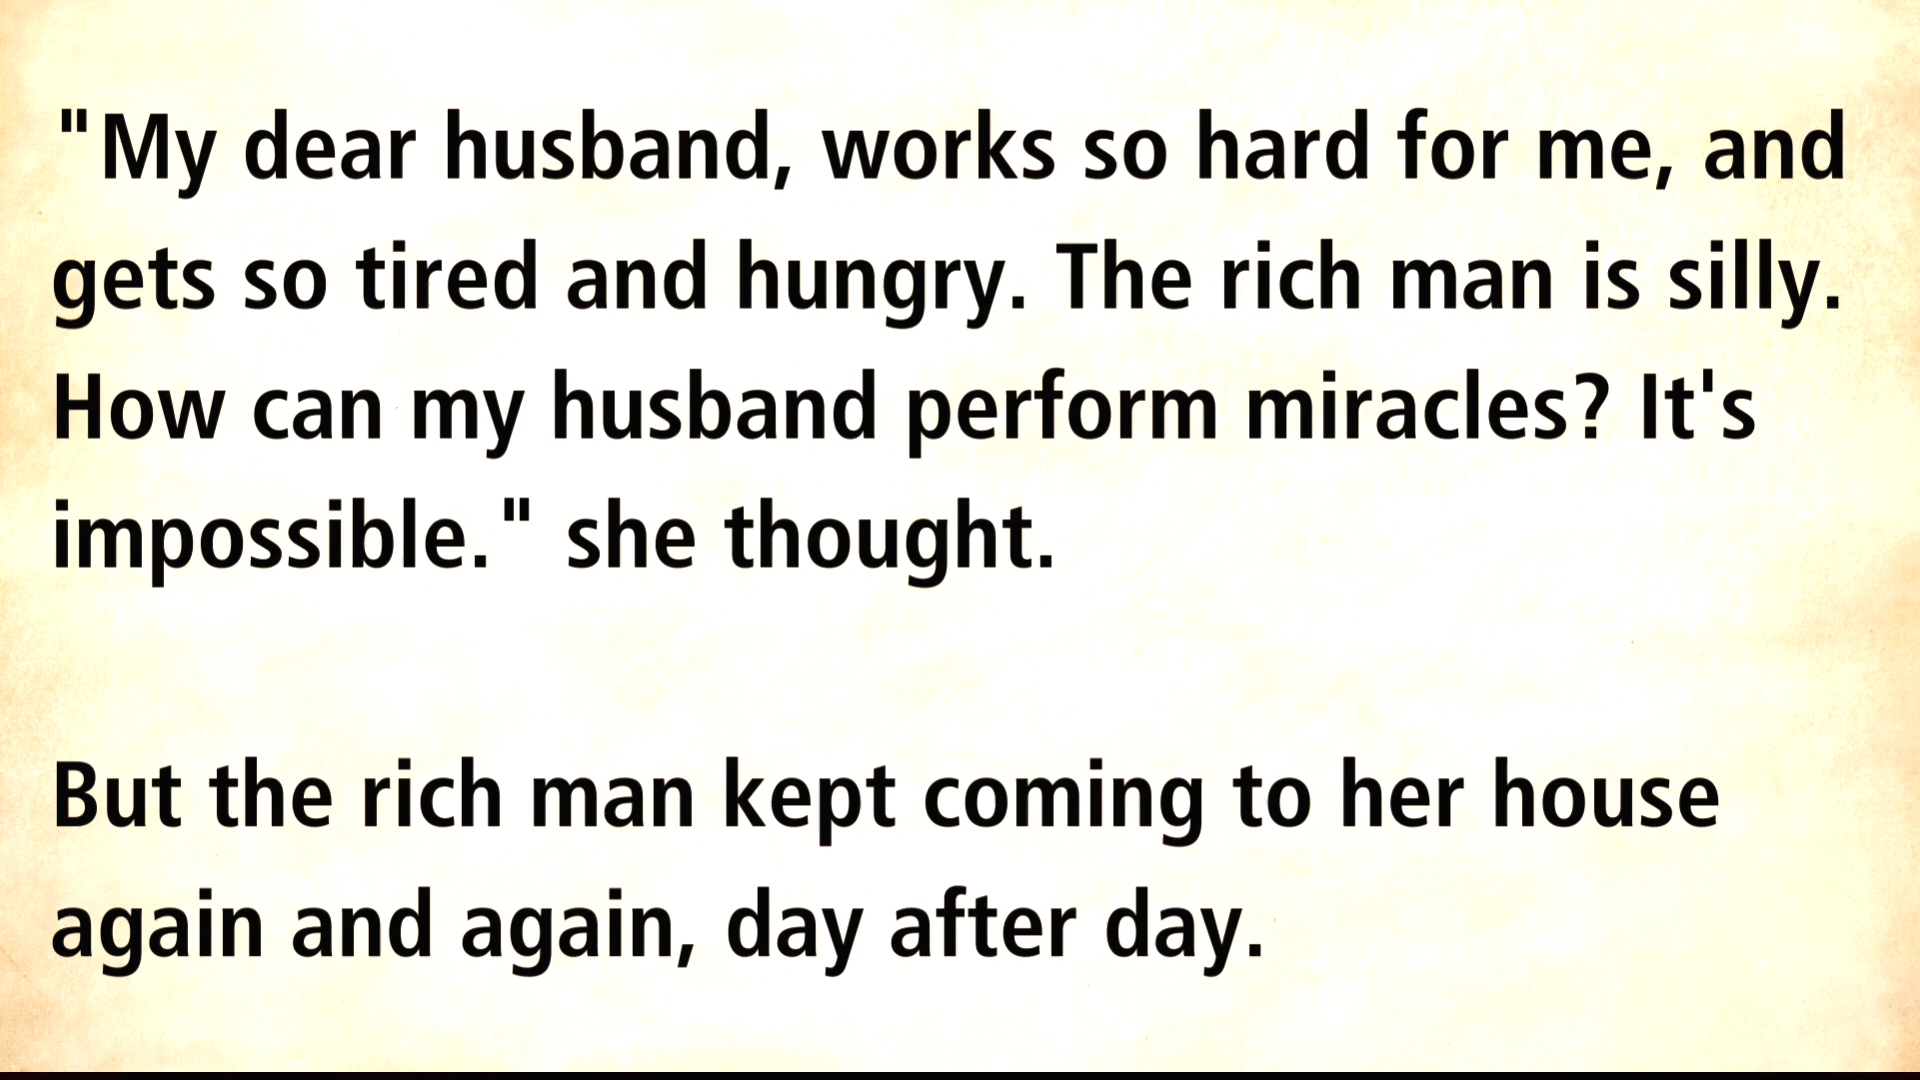 "My dear husband, works so hard for me, and
gets so tired and hungry. The rich man is silly.
How can my husband perform miracles? It's
impossible." she thought.
But the rich man kept coming to her house
again and again, day after day.